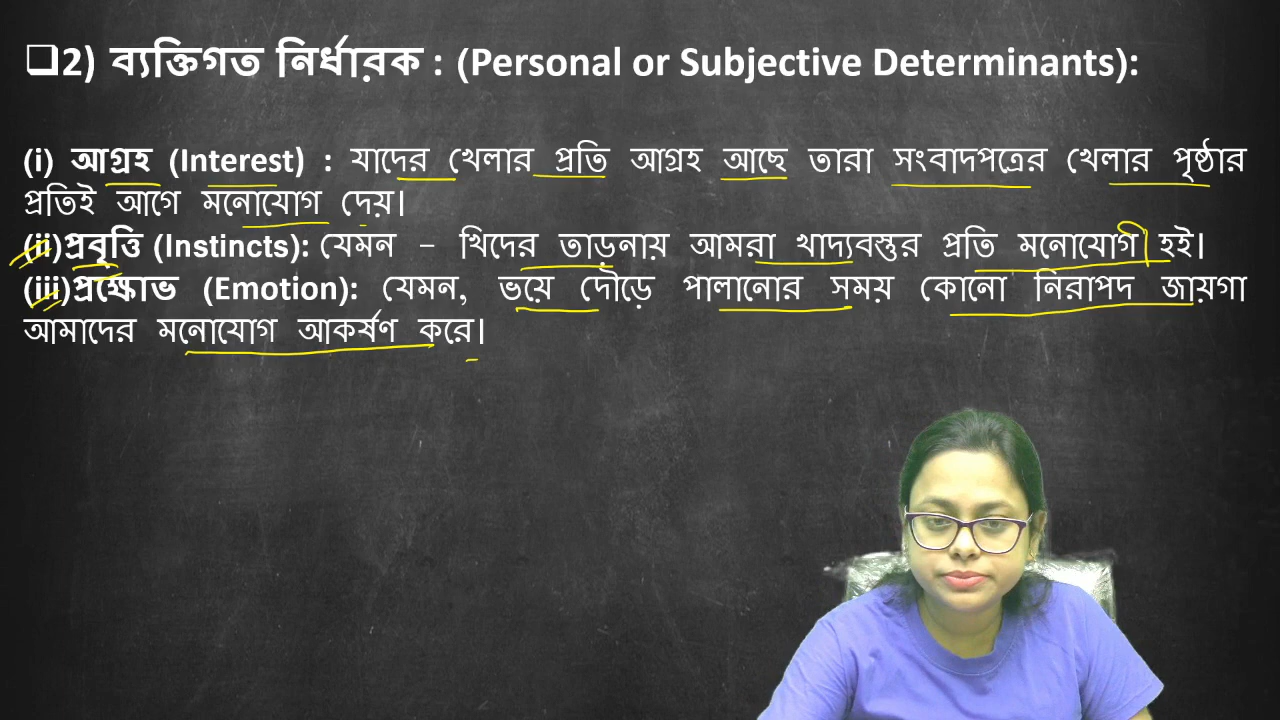 ❑2) ব্যক্তিগত নির্ধারক : (Personal or Subjective Determinants):
(i) আগ্রহ (Interest) : যাদের খেলার প্রতি আগ্রহ আছে তারা সংবাদপত্রের খেলার পৃষ্ঠার
প্রতিই আগে মনোযোগ দেয়।
(ii)প্রবৃত্তি (Instincts): যেমন – খিদের তাড়নায় আমরা খাদ্যবস্তুর প্রতি মনোযোগী হই।
(iii)প্রক্ষোভ (Emotion): যেমন, ভয়ে দৌড়ে পালানোর সময় কোনো নিরাপদ জায়গা
আমাদের মনোযোগ আকর্ষণ করে।